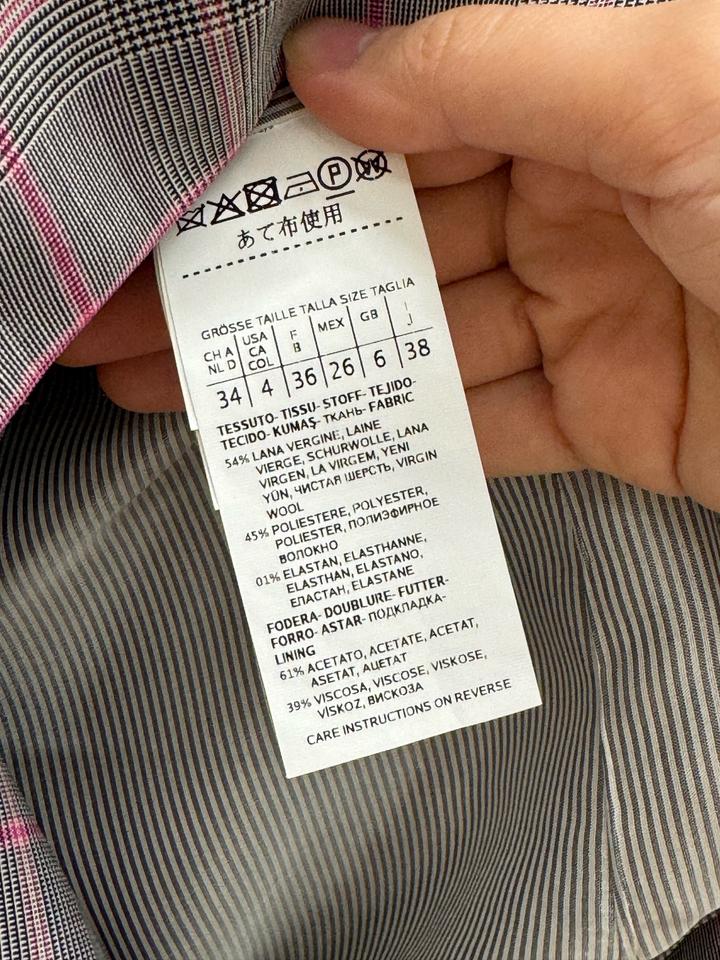 P
W
あて布使用
GRÖSSE TAILLE TALLA SIZE TAGLIA
CH A NL D USA CA COL F B MEX GB I J
34 4 36 26 6 38
TESSUTO- TISSU- STOFF- TEJIDO-
TECIDO- KUMAŞ- ТКАНЬ- FABRIC
54% LANA VERGINE, LAINE
VIERGE, SCHURWOLLE, LANA
VIRGEN, LA VIRGEM, YENI
YÜN, ЧИСТАЯ ШЕРСТЬ, VIRGIN
WOOL
45% POLIESTERE, POLYESTER,
POLIESTER, ПОЛИЭФИРНОЕ
ВОЛОКНО
01% ELASTAN, ELASTHANNE,
ELASTHAN, ELASTANO,
ЕЛАСТАН, ELASTANE
FODERA- DOUBLURE- FUTTER-
FORRO- ASTAR- ПОДКЛАДКА-
LINING
61% ACETATO, ACETATE, ACETAT,
ASETAT, АЦЕТАТ
39% VISCOSA, VISCOSE, VISKOSE,
VİSKOZ, ВИСКОЗА
CARE INSTRUCTIONS ON REVERSE